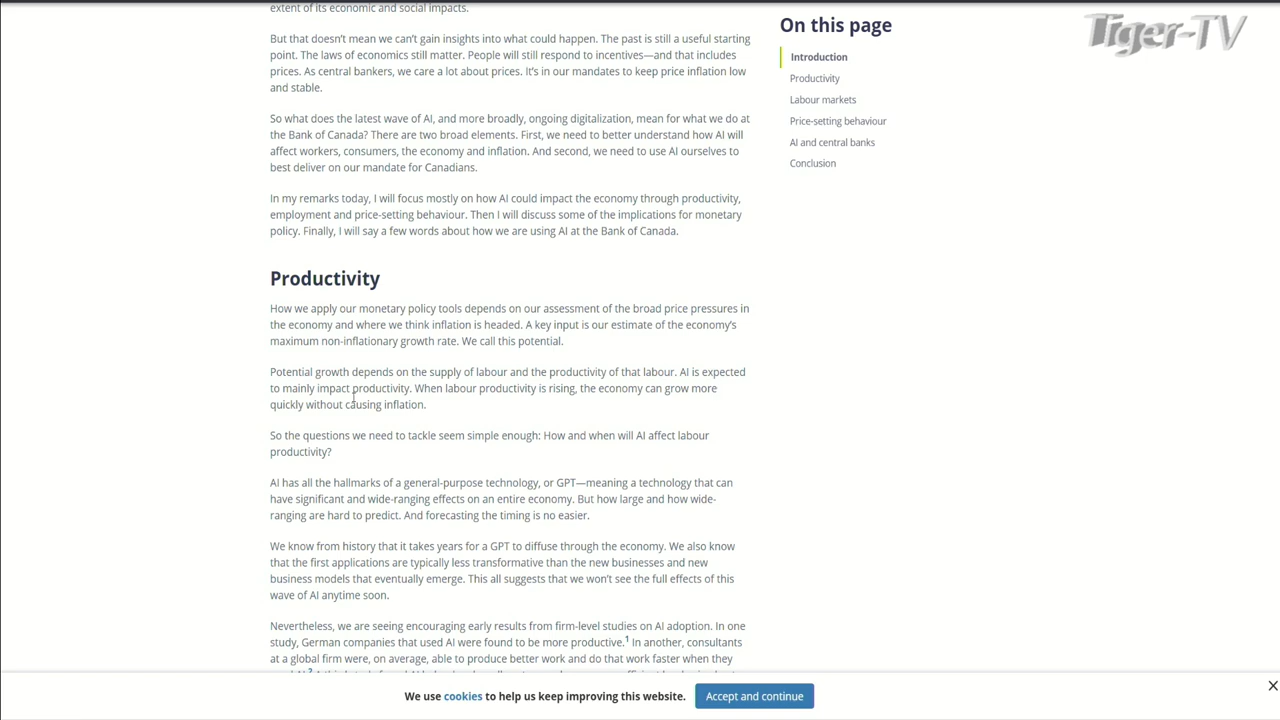 extent of its economic and social impacts.
But that doesn't mean we can't gain insights into what could happen. The past is still a useful starting
point. The laws of economics still matter. People will still respond to incentives—and that includes
prices. As central bankers, we care a lot about prices. It's in our mandates to keep price inflation low
and stable.
So what does the latest wave of AI, and more broadly, ongoing digitalization, mean for what we do at
the Bank of Canada? There are two broad elements. First, we need to better understand how AI will
affect workers, consumers, the economy and inflation. And second, we need to use AI ourselves to
best deliver on our mandate for Canadians.
In my remarks today, I will focus mostly on how AI could impact the economy through productivity,
employment and price-setting behaviour. Then I will discuss some of the implications for monetary
policy. Finally, I will say a few words about how we are using AI at the Bank of Canada.
Productivity
How we apply our monetary policy tools depends on our assessment of the broad price pressures in
the economy and where we think inflation is headed. A key input is our estimate of the economy's
maximum non-inflationary growth rate. We call this potential.
Potential growth depends on the supply of labour and the productivity of that labour. AI is expected
to mainly impact productivity. When labour productivity is rising, the economy can grow more
quickly without causing inflation.
So the questions we need to tackle seem simple enough: How and when will AI affect labour
productivity?
AI has all the hallmarks of a general-purpose technology, or GPT—meaning a technology that can
have significant and wide-ranging effects on an entire economy. But how large and how wide-
ranging are hard to predict. And forecasting the timing is no easier.
We know from history that it takes years for a GPT to diffuse through the economy. We also know
that the first applications are typically less transformative than the new businesses and new
business models that eventually emerge. This all suggests that we won't see the full effects of this
wave of AI anytime soon.
Nevertheless, we are seeing encouraging early results from firm-level studies on AI adoption. In one
study, German companies that used AI were found to be more productive.1 In another, consultants
at a global firm were, on average, able to produce better work and do that work faster when they
On this page
Introduction
Productivity
Labour markets
Price-setting behaviour
AI and central banks
Conclusion
Tiger-TV
We use cookies to help us keep improving this website.
Accept and continue